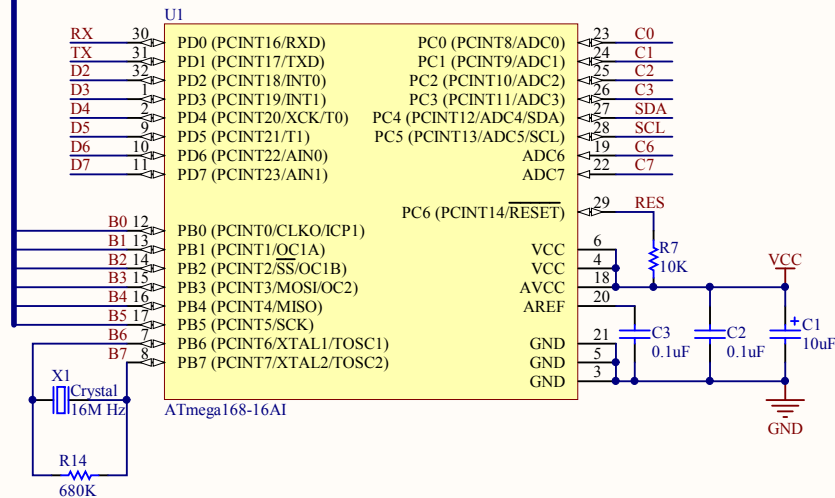 U1
RX 30 PD0 (PCINT16/RXD) PC0 (PCINT8/ADC0) 23 C0
TX 31 PD1 (PCINT17/TXD) PC1 (PCINT9/ADC1) 24 C1
D2 32 PD2 (PCINT18/INT0) PC2 (PCINT10/ADC2) 25 C2
D3 1 PD3 (PCINT19/INT1) PC3 (PCINT11/ADC3) 26 C3
D4 2 PD4 (PCINT20/XCK/T0) PC4 (PCINT12/ADC4/SDA) 27 SDA
D5 9 PD5 (PCINT21/T1) PC5 (PCINT13/ADC5/SCL) 28 SCL
D6 10 PD6 (PCINT22/AIN0) ADC6 19 C6
D7 11 PD7 (PCINT23/AIN1) ADC7 22 C7
PC6 (PCINT14/RESET) 29 RES
B0 12 PB0 (PCINT0/CLKO/ICP1)
B1 13 PB1 (PCINT1/OC1A) VCC 6 R7
B2 14 PB2 (PCINT2/SS/OC1B) VCC 4 10K VCC
B3 15 PB3 (PCINT3/MOSI/OC2) AVCC 18
B4 16 PB4 (PCINT4/MISO) AREF 20
B5 17 PB5 (PCINT5/SCK) C3 C2 + C1
B6 7 PB6 (PCINT6/XTAL1/TOSC1) GND 21 0.1uF 0.1uF 10uF
B7 8 PB7 (PCINT7/XTAL2/TOSC2) GND 5
GND 3
X1 Crystal
16M Hz ATmega168-16AI
GND
R14
680K